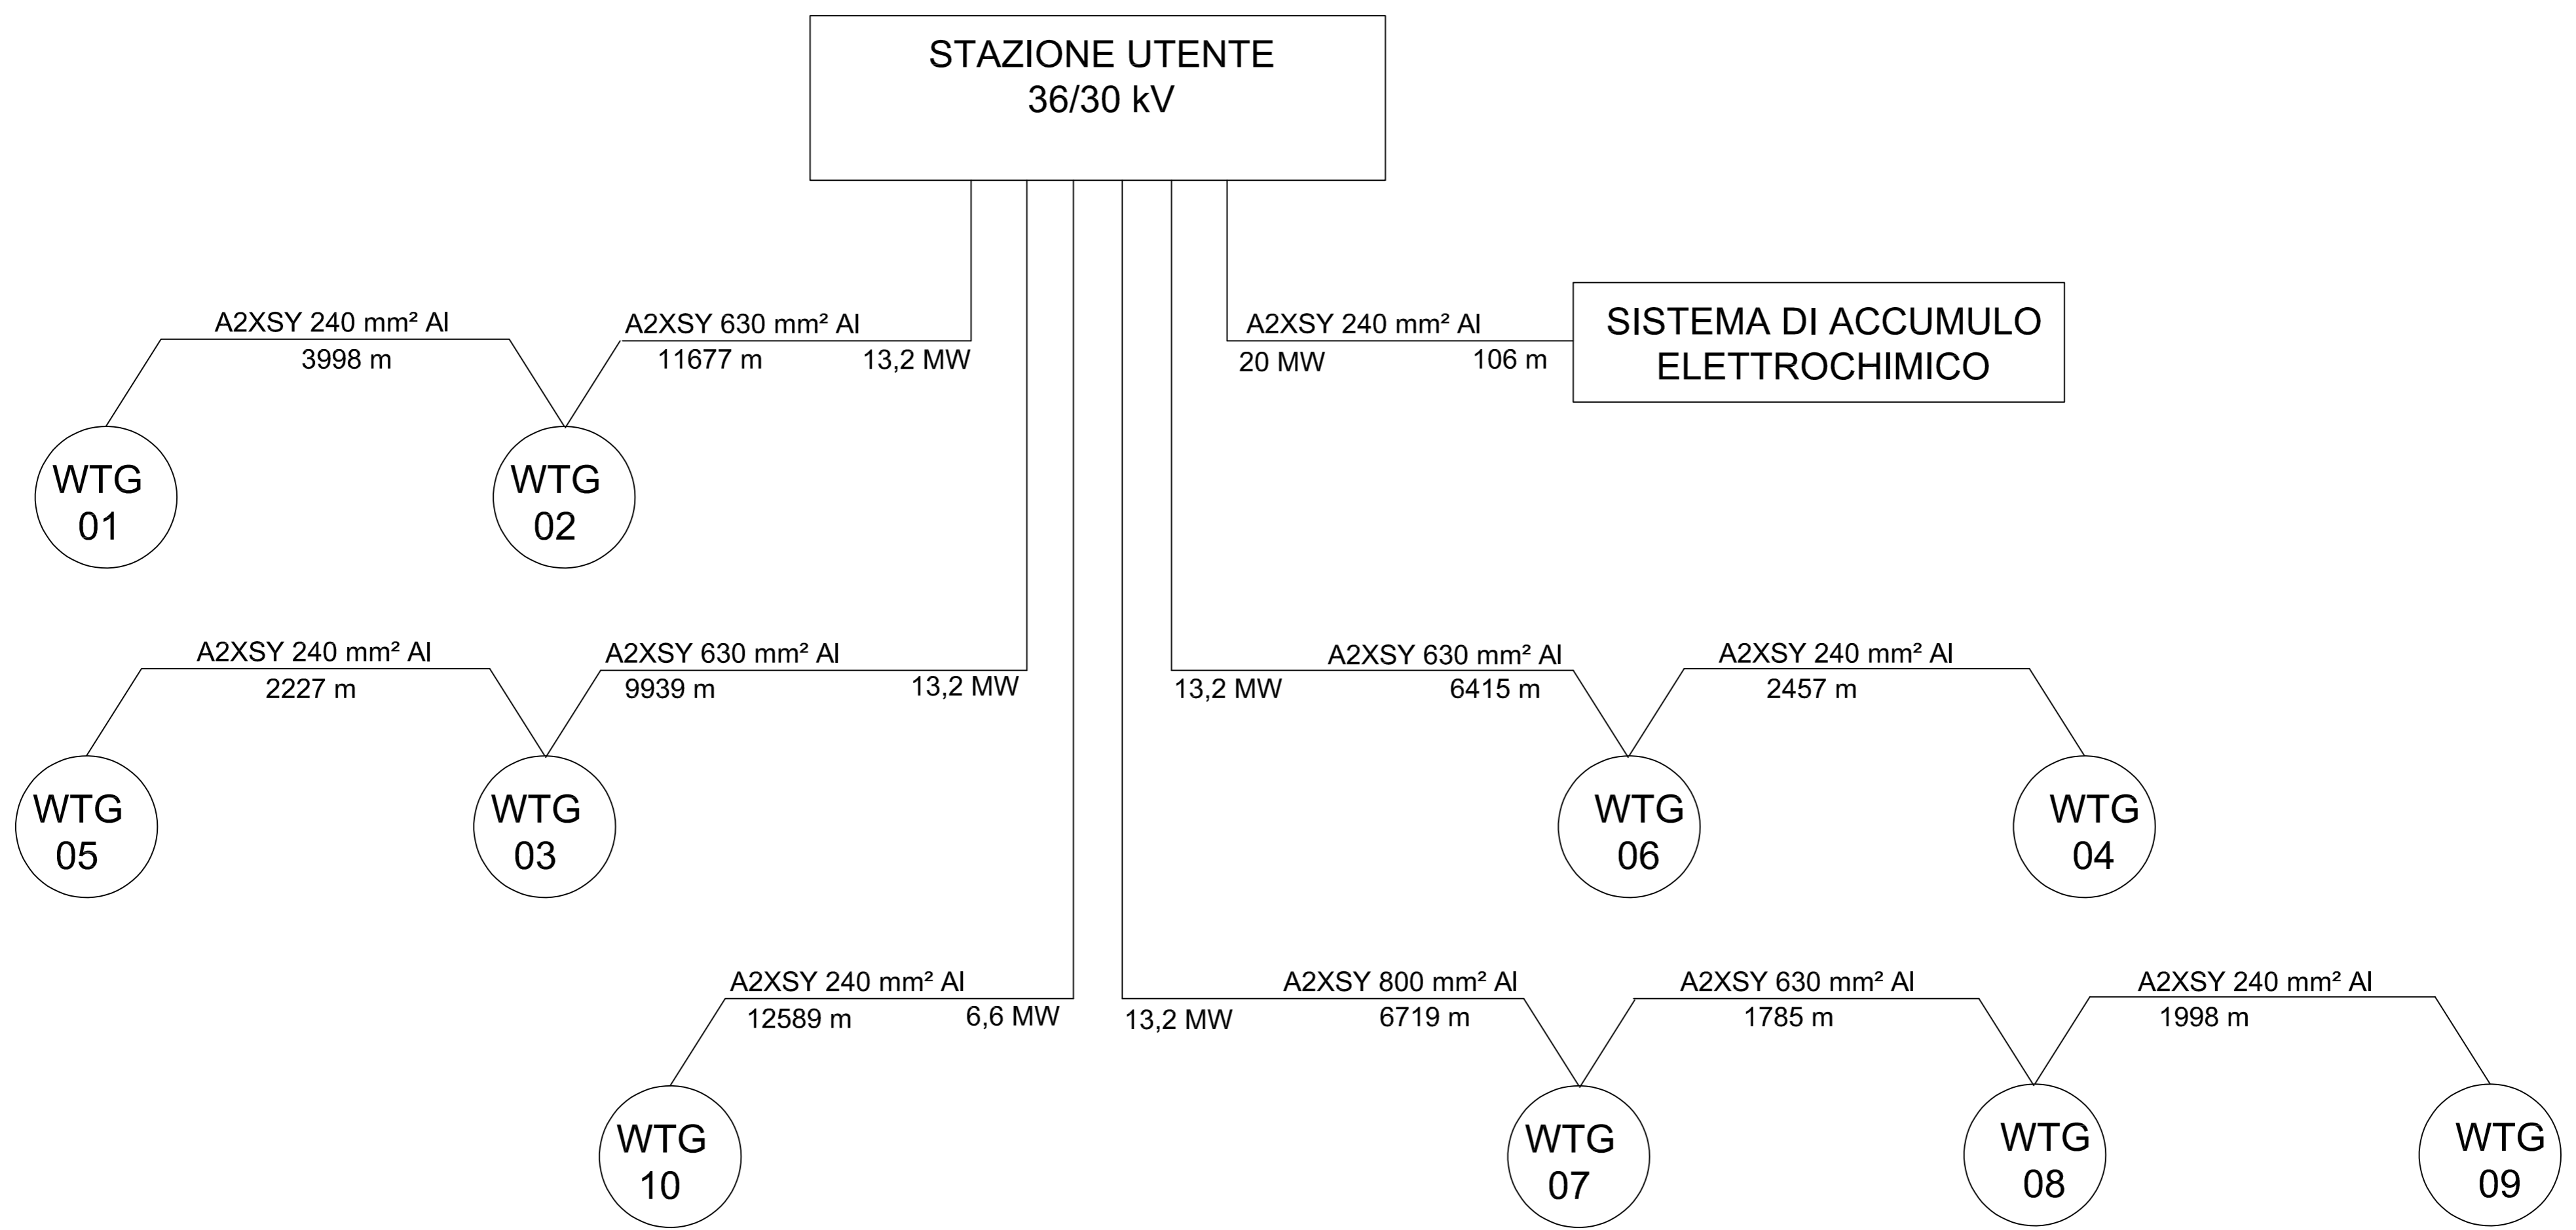 STAZIONE UTENTE
36/30 kV
A2XSY 240 mm² Al
3998 m
A2XSY 630 mm² Al
11677 m
13,2 MW
A2XSY 240 mm² Al
20 MW
106 m
SISTEMA DI ACCUMULO
ELETTROCHIMICO
WTG
01
WTG
02
A2XSY 240 mm² Al
2227 m
A2XSY 630 mm² Al
9939 m
13,2 MW
A2XSY 630 mm² Al
13,2 MW
6415 m
A2XSY 240 mm² Al
2457 m
WTG
05
WTG
03
WTG
06
WTG
04
A2XSY 240 mm² Al
12589 m
6,6 MW
A2XSY 800 mm² Al
13,2 MW
6719 m
A2XSY 630 mm² Al
1785 m
A2XSY 240 mm² Al
1998 m
WTG
10
WTG
07
WTG
08
WTG
09